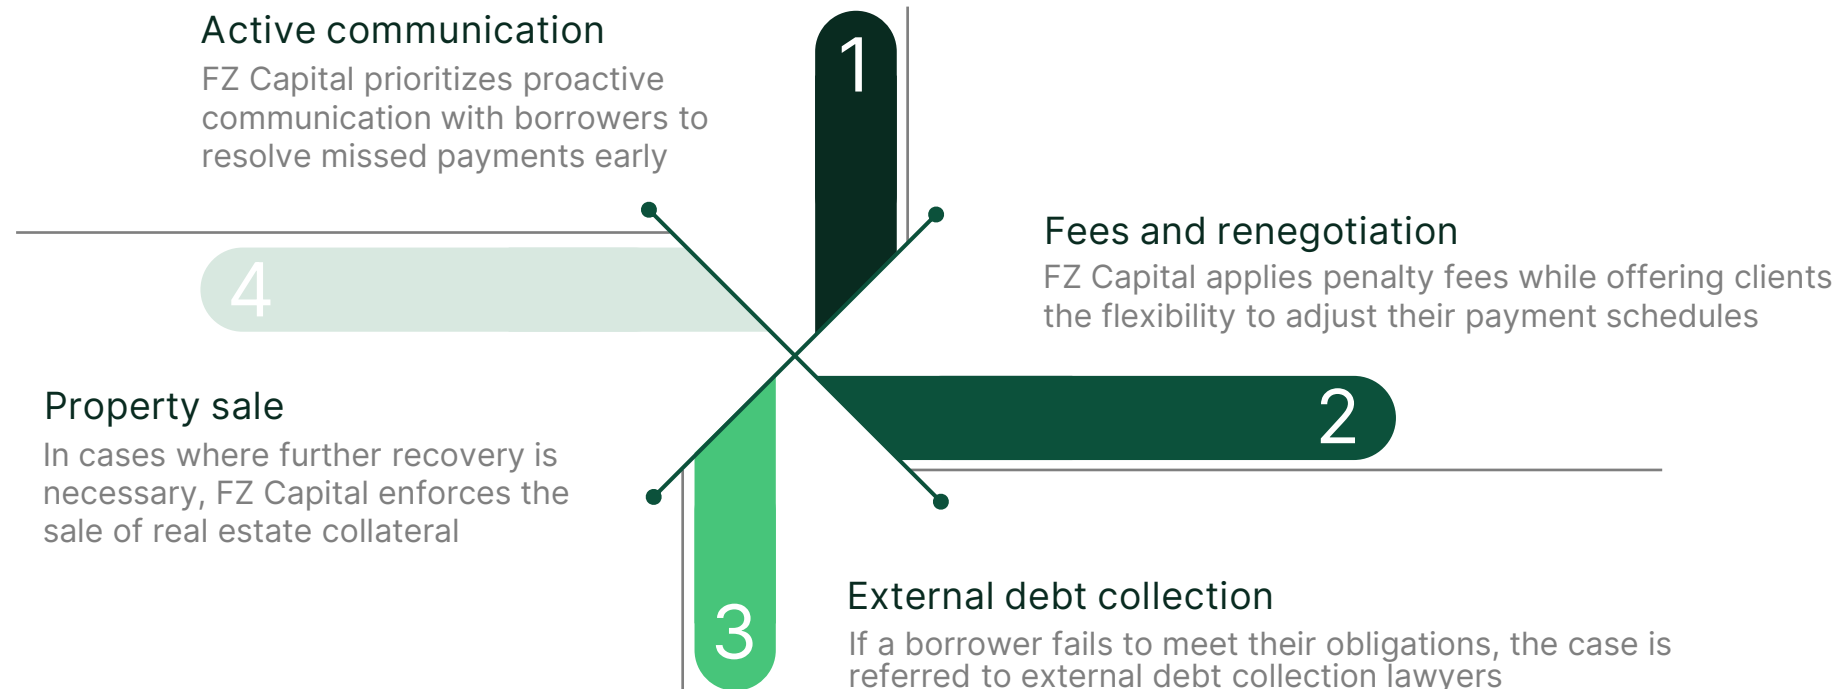 Active communication
FZ Capital prioritizes proactive
communication with borrowers to
resolve missed payments early
1
Fees and renegotiation
FZ Capital applies penalty fees while offering clients
the flexibility to adjust their payment schedules
2
External debt collection
If a borrower fails to meet their obligations, the case is
referred to external debt collection lawyers
3
Property sale
In cases where further recovery is
necessary, FZ Capital enforces the
sale of real estate collateral
4